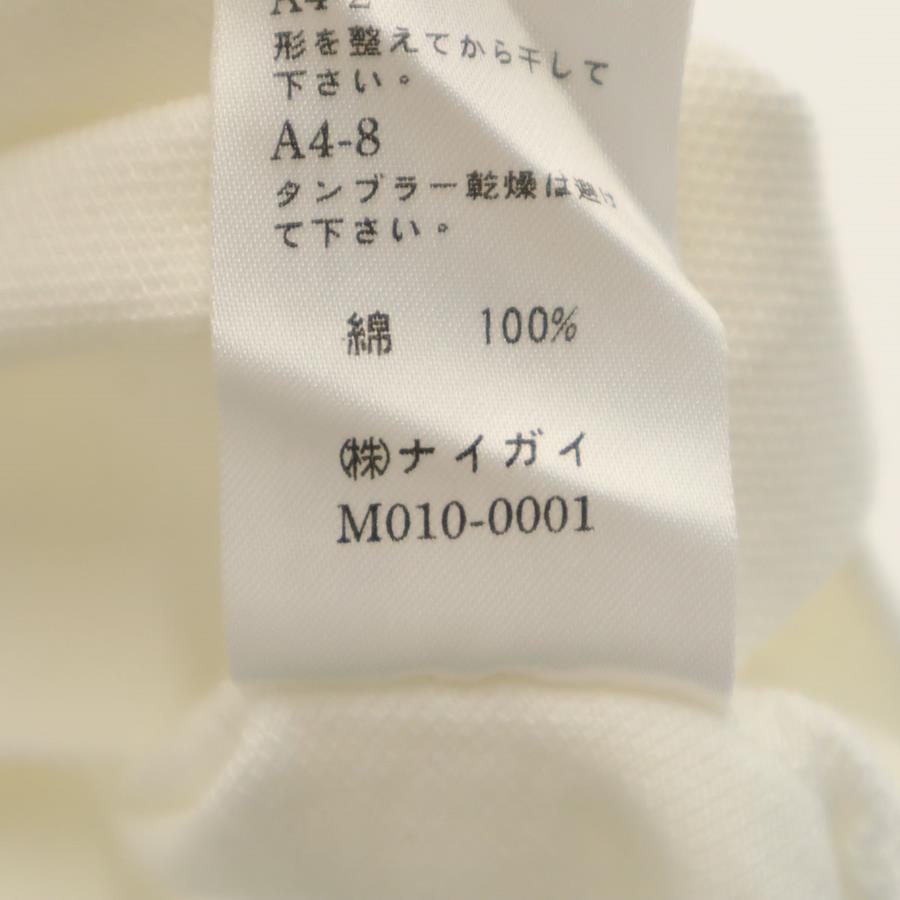 A4-2
形を整えてから干して
下さい。
A4-8
タンブラー乾燥は避け
て下さい。
綿 100%
㈱ナイガイ
M010-0001